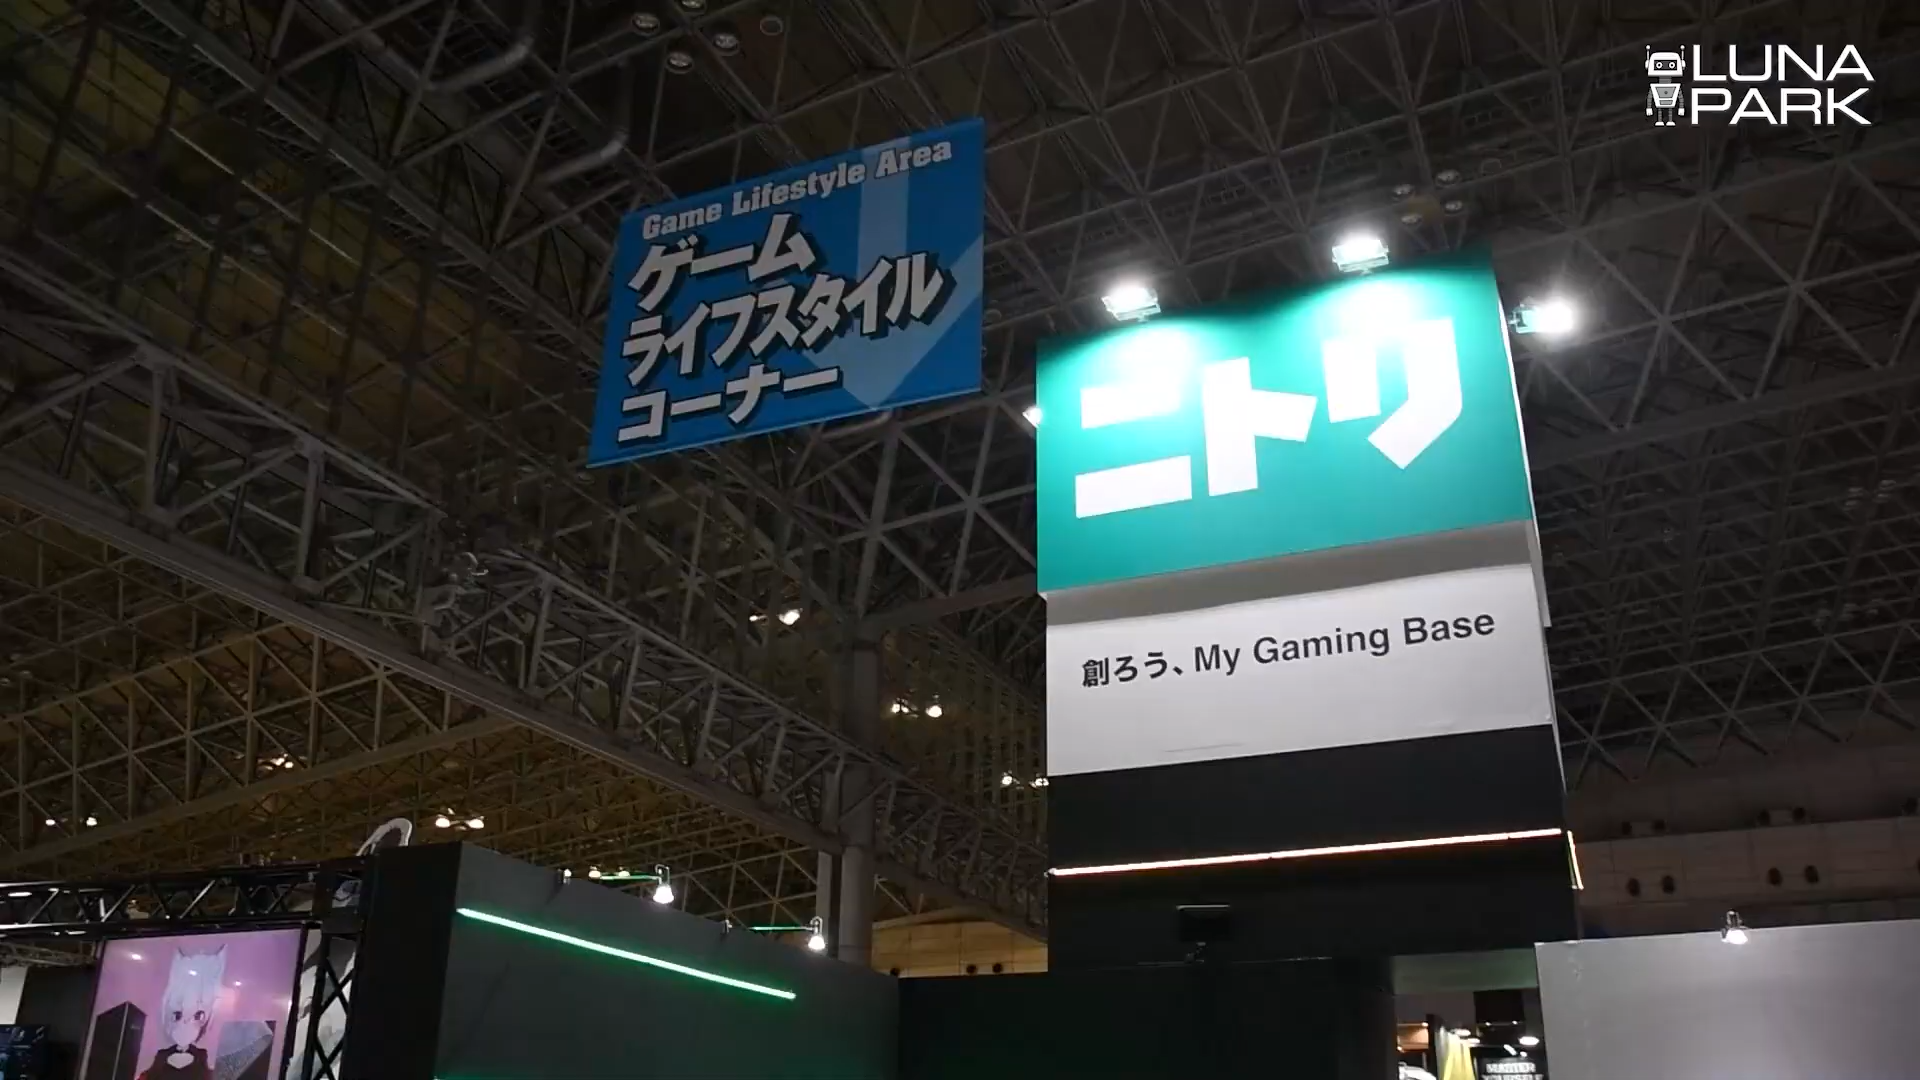 LUNA
PARK
Game Lifestyle Area
ゲーム
ライフスタイル
コーナー
ニトリ
創ろう、My Gaming Base